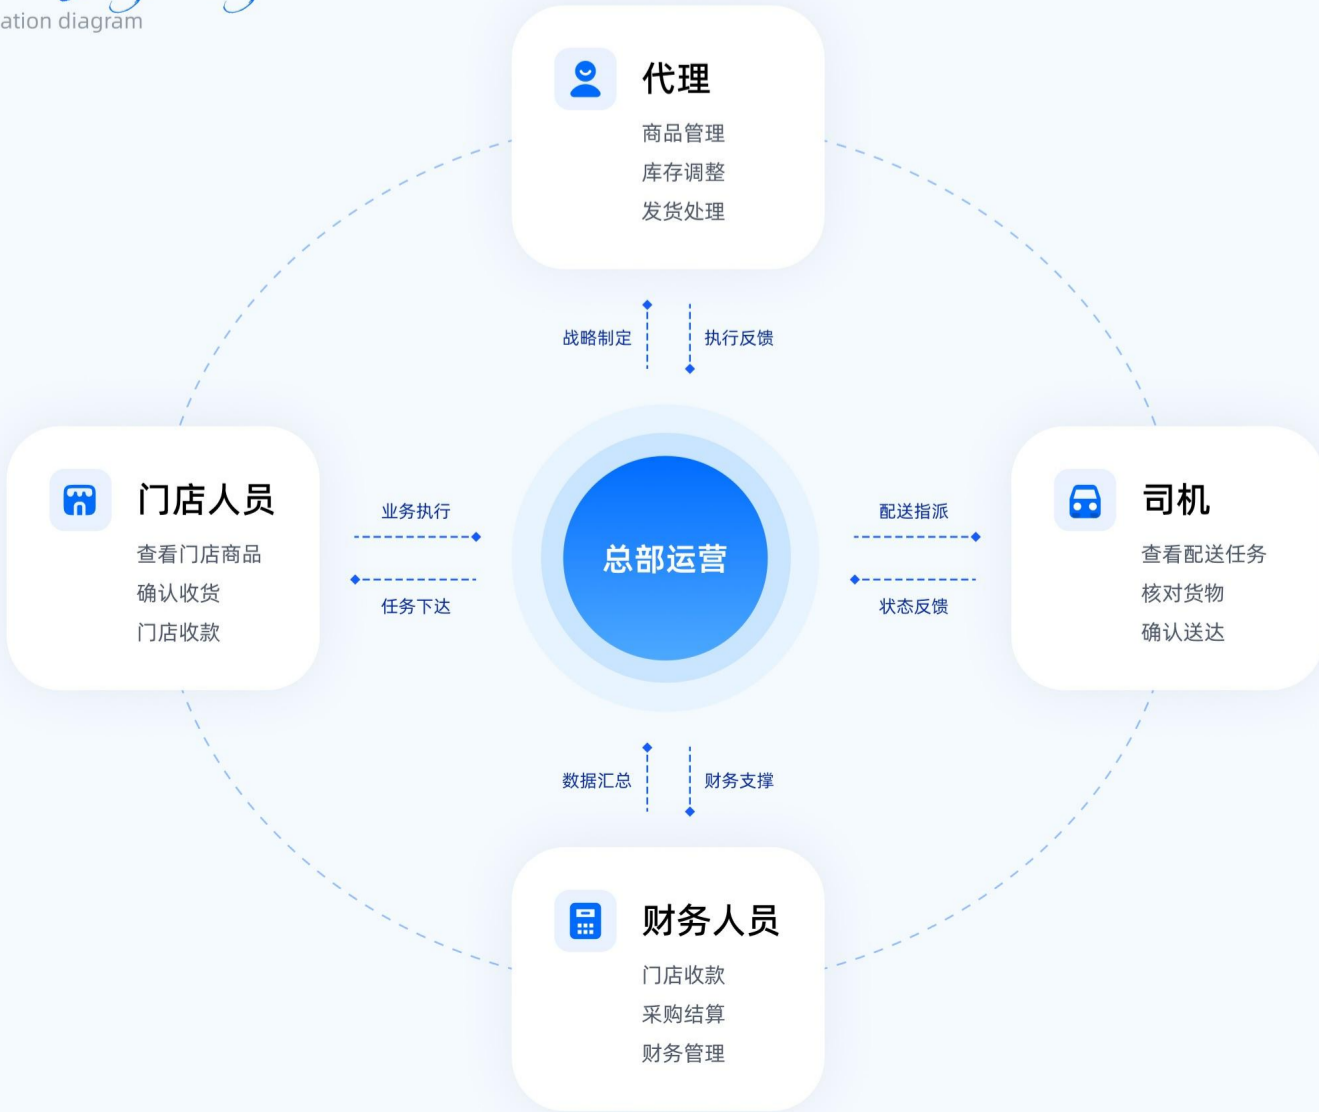 ation diagram
代理
商品管理
库存调整
发货处理
战略制定
执行反馈
门店人员
查看门店商品
确认收货
门店收款
业务执行
任务下达
总部运营
配送指派
状态反馈
司机
查看配送任务
核对货物
确认送达
数据汇总
财务支撑
财务人员
门店收款
采购结算
财务管理